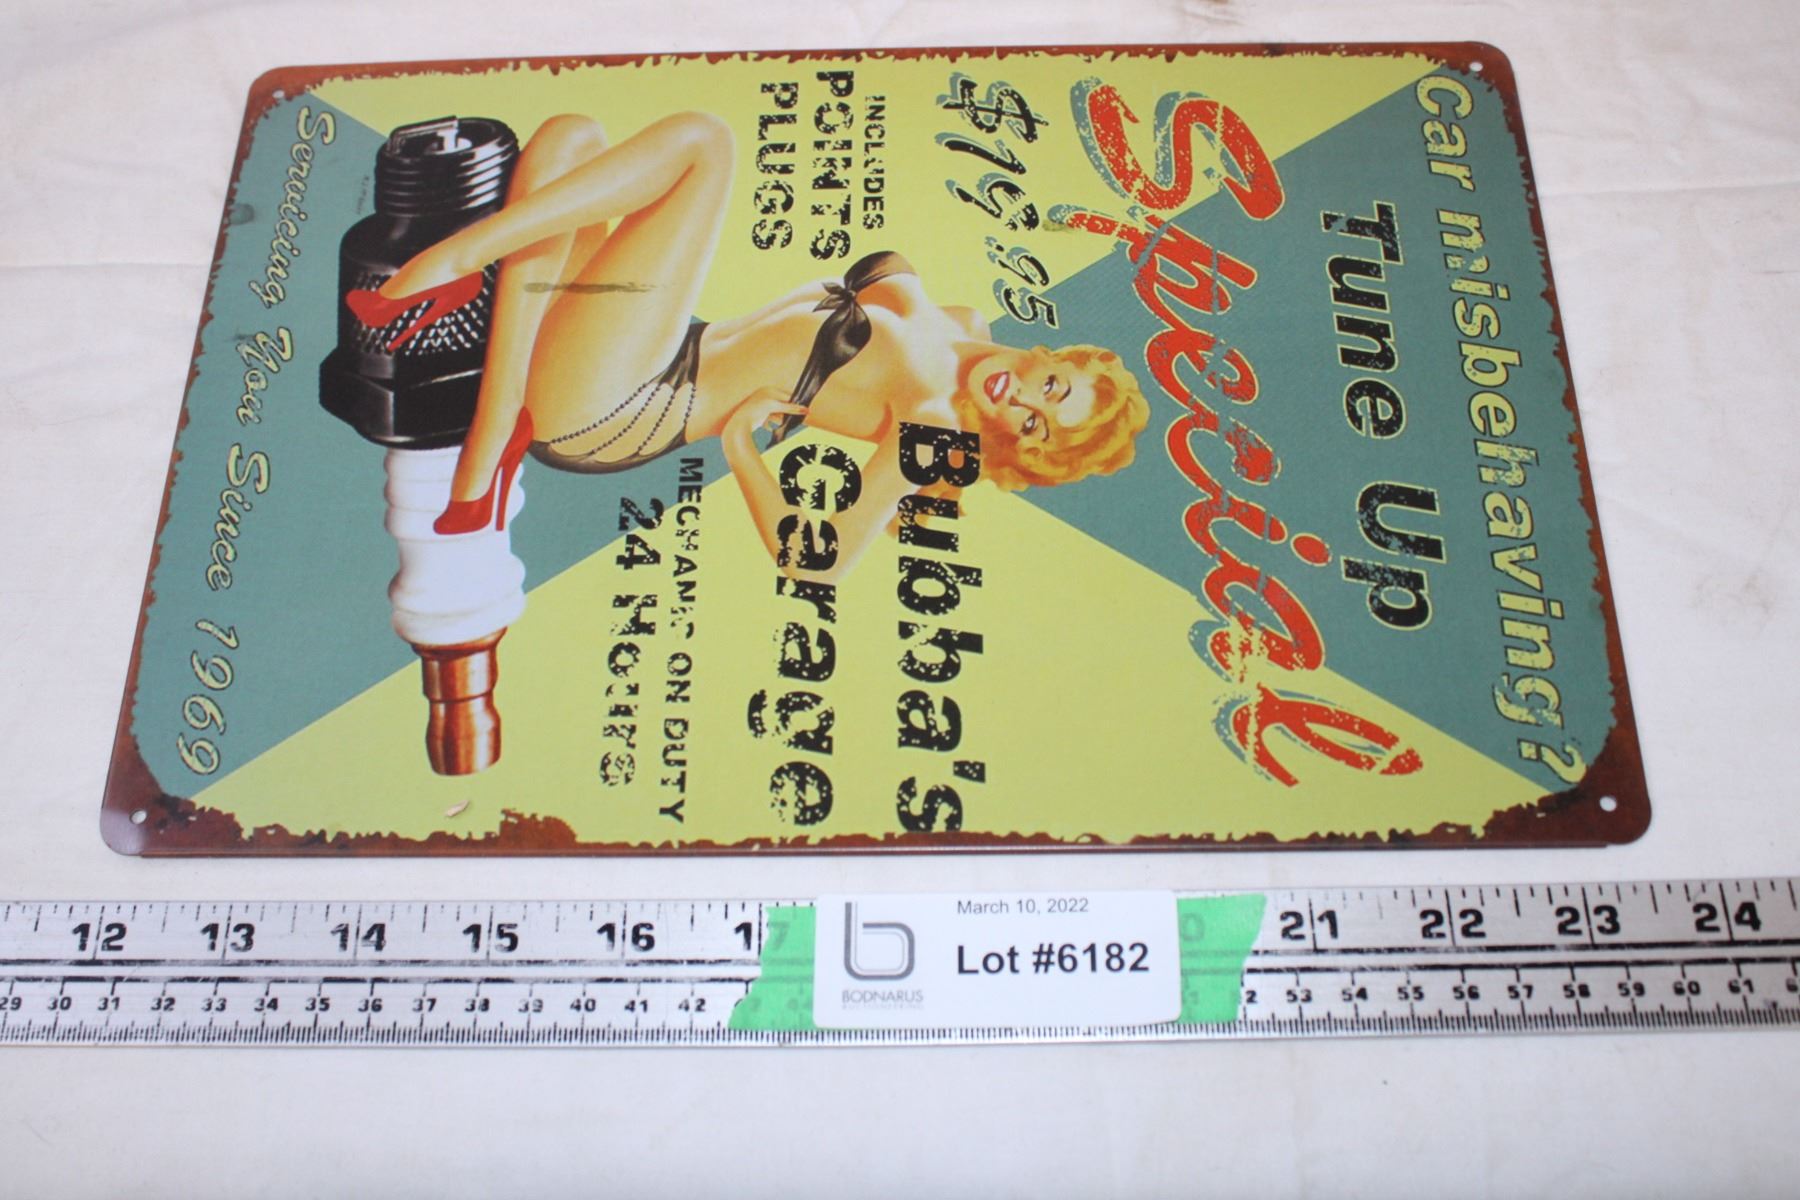 Car misbehaving?
Tune Up
Special
$19.95
INCLUDES
POINTS
PLUGS
Bubba's
Garage
MECHANIC ON DUTY
24 HOURS
Servicing You Since 1969
12 13 14 15 16 17 21 22 23 24
29 30 31 32 33 34 35 36 37 38 39 40 41 42 52 53 54 55 56 57 58 59 60 61
March 10, 2022
Lot #6182
BODNARUS
AUCTIONEERING